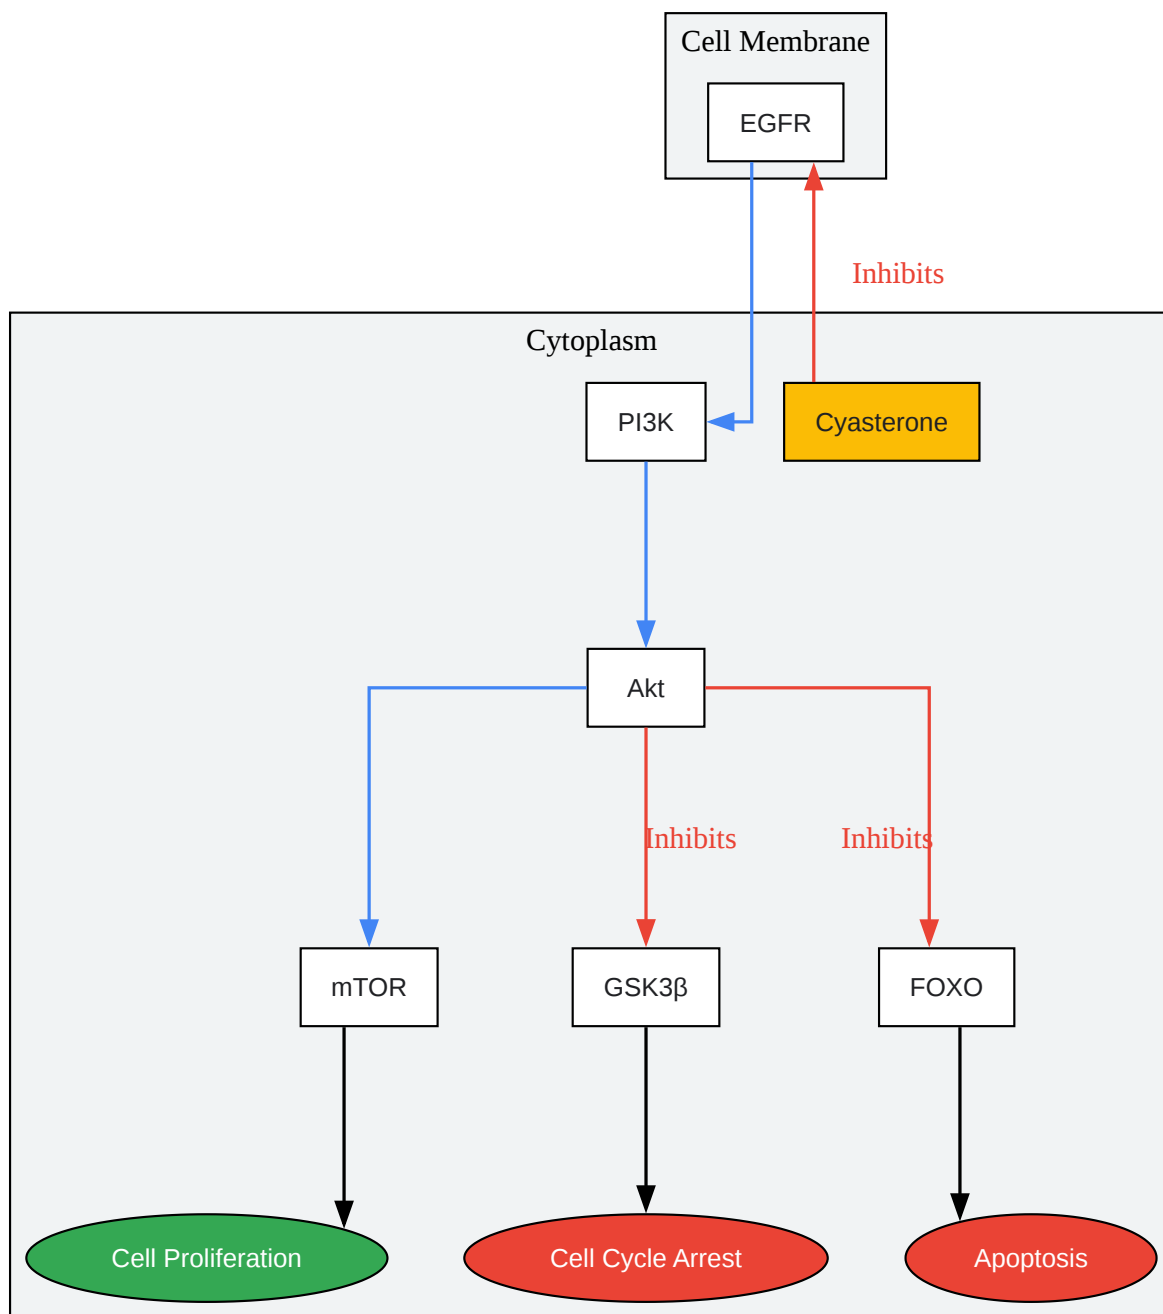 Cell Membrane
EGFR
Inhibits
Cytoplasm
PI3K
Cyasterone
Akt
Inhibits
Inhibits
mTOR
GSK3β
FOXO
Cell Proliferation
Cell Cycle Arrest
Apoptosis